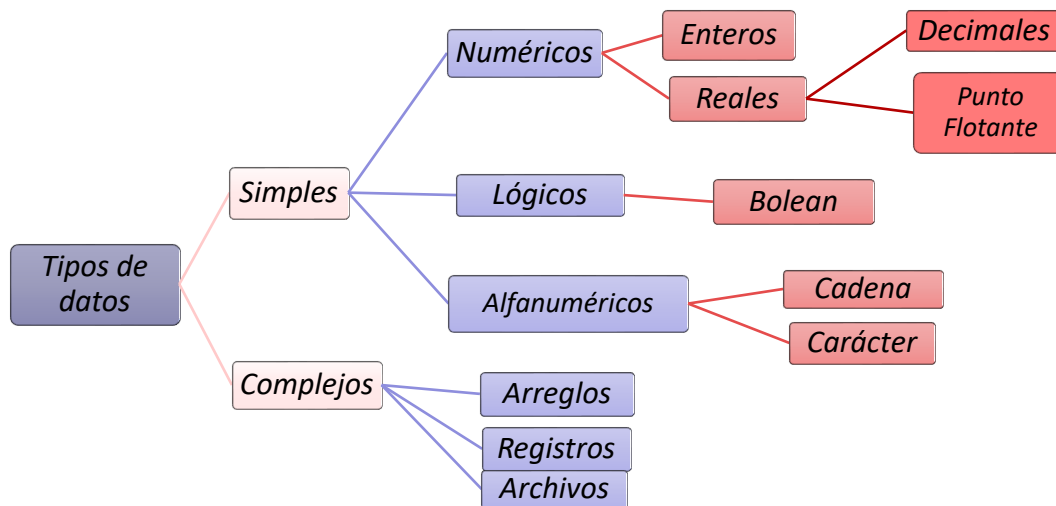 Tipos de
datos
Simples
Numéricos
Enteros
Reales
Decimales
Punto
Flotante
Lógicos
Bolean
Alfanuméricos
Cadena
Carácter
Complejos
Arreglos
Registros
Archivos